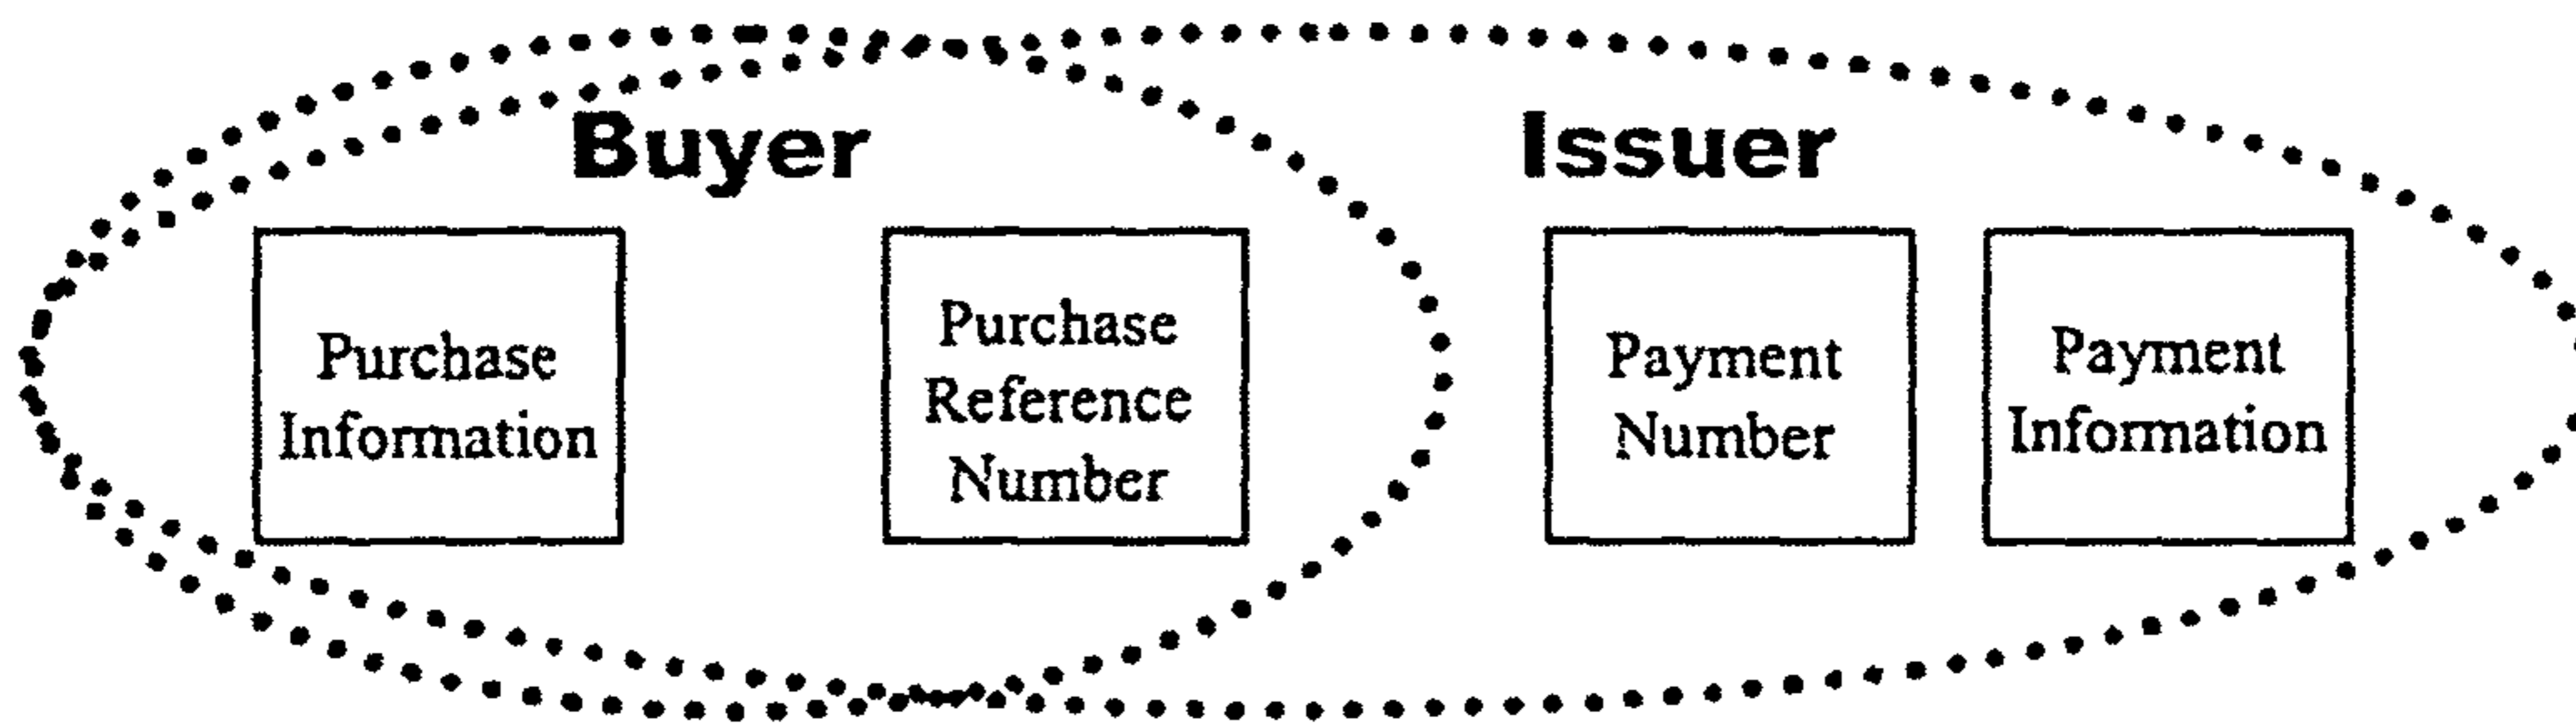 Buyer
Issuer
Purchase
Information
Purchase
Reference
Number
Payment
Number
Payment
Information